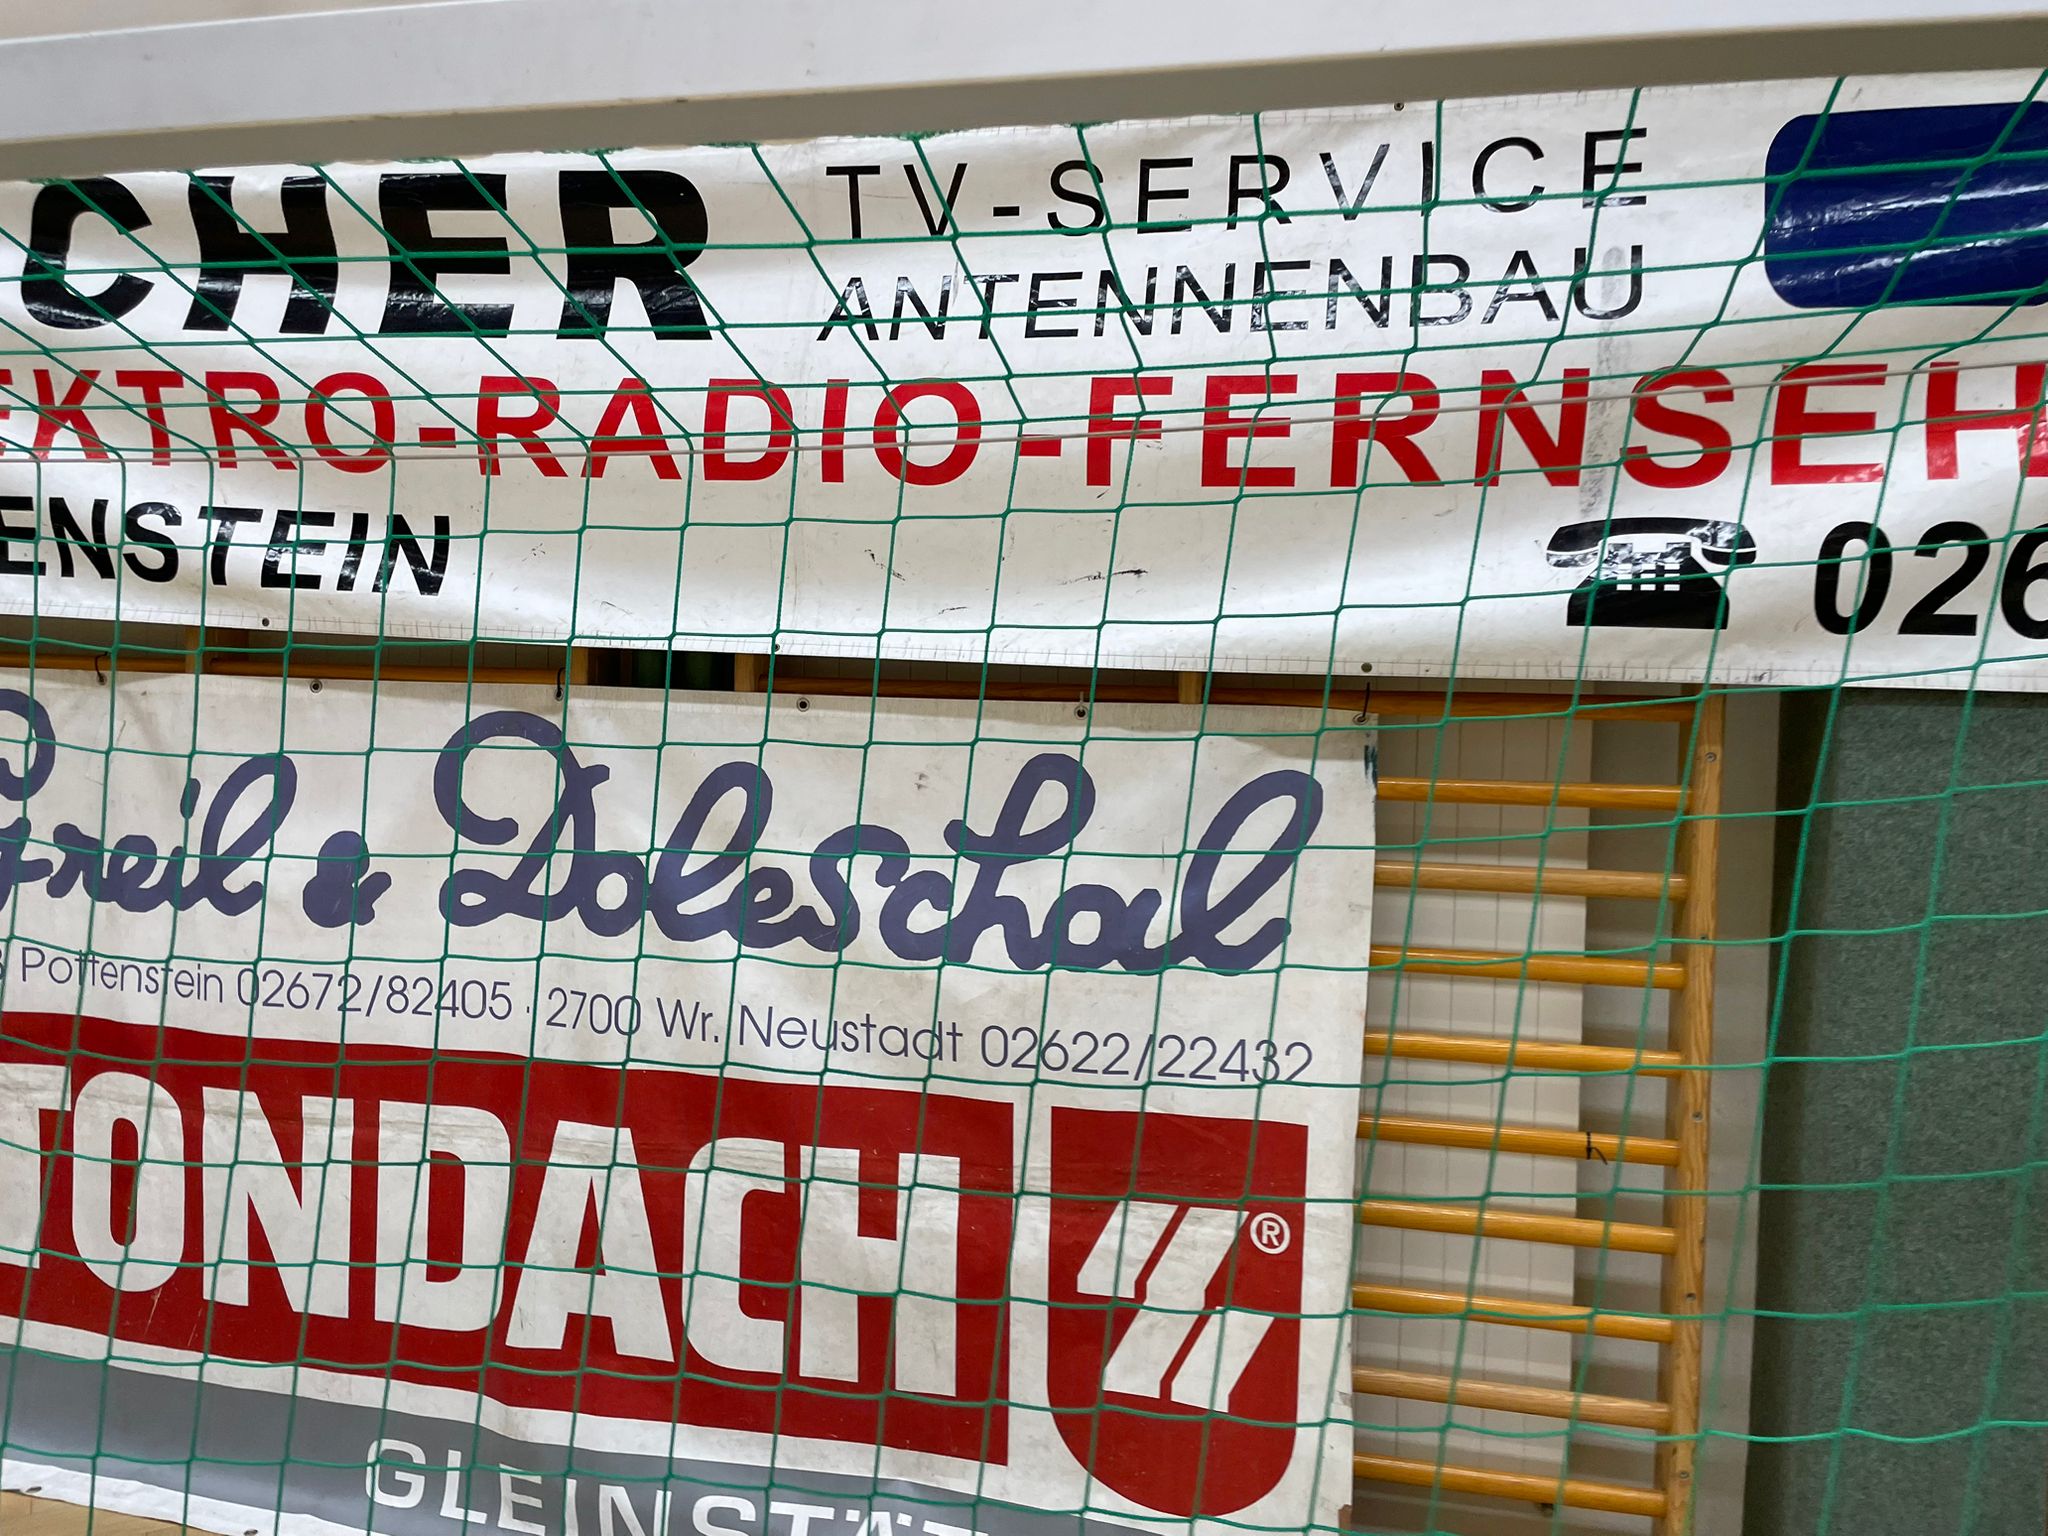 CHER TV-SERVICE
ANTENNENBAU
EKTRO-RADIO-FERNSEH
ENSTEIN
026
Greil & Doleschal
Pottenstein 02672/82405 · 2700 Wr. Neustadt 02622/22432
TONDACH
®
GLEINSTÄT